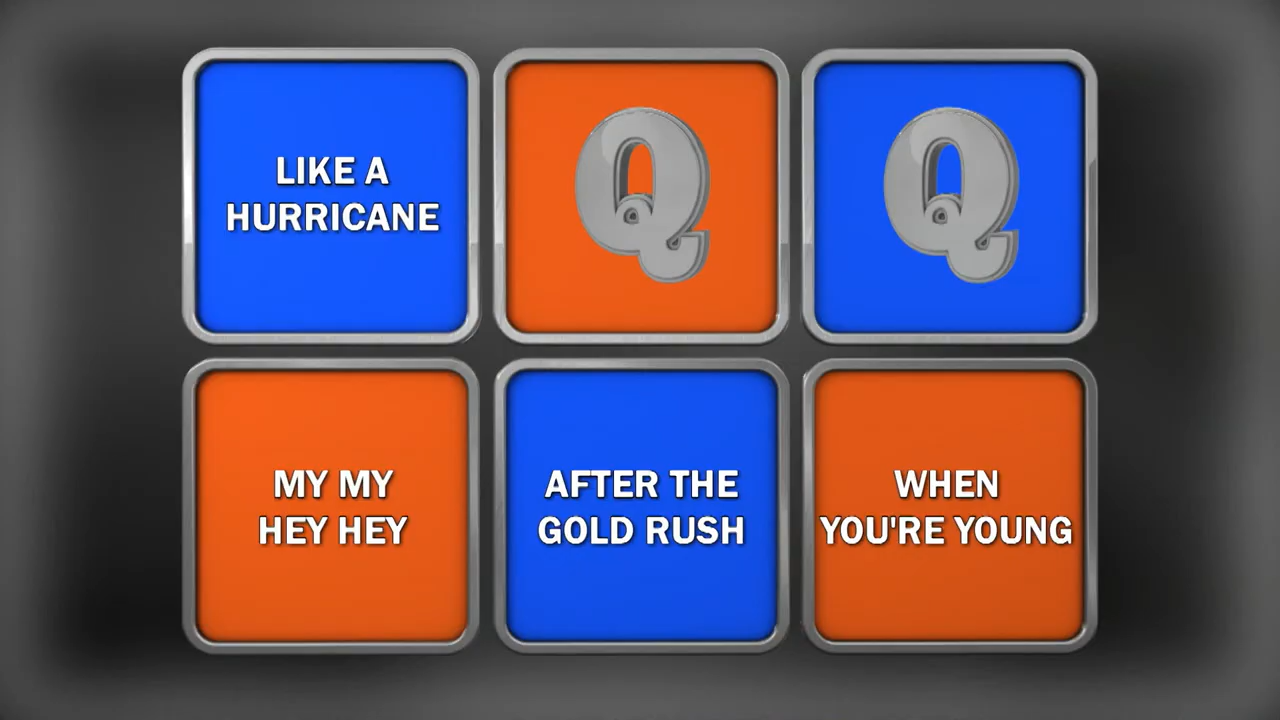 LIKE A
HURRICANE
Q
Q
MY MY
HEY HEY
AFTER THE
GOLD RUSH
WHEN
YOU'RE YOUNG